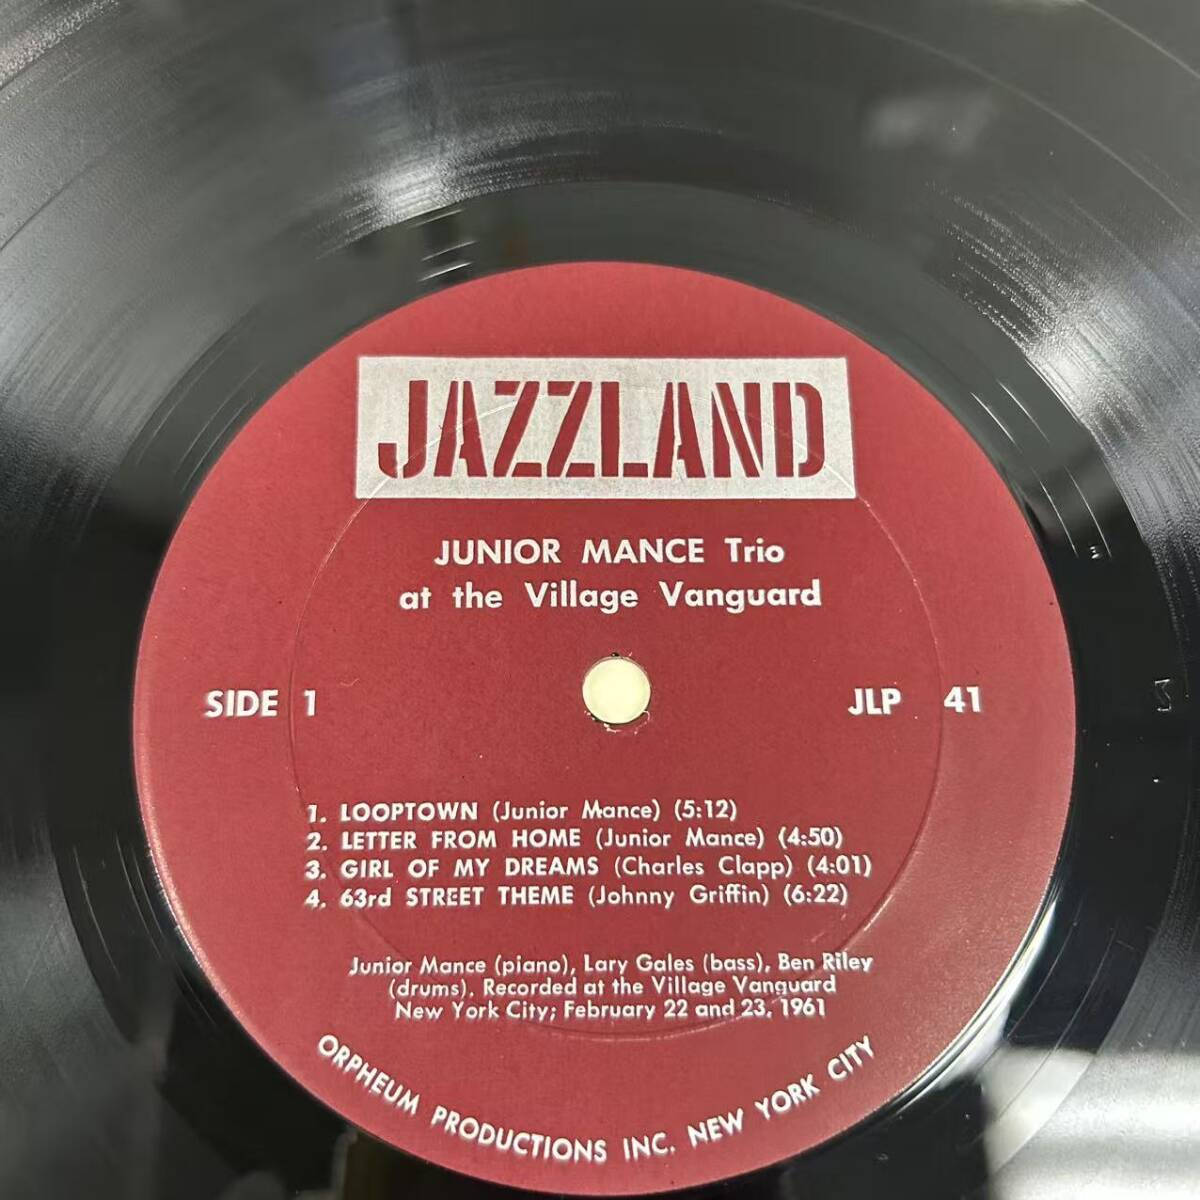 JAZZLAND
JUNIOR MANCE Trio
at the Village Vanguard
SIDE 1
JLP 41
1. LOOPTOWN (Junior Mance) (5:12)
2. LETTER FROM HOME (Junior Mance) (4:50)
3. GIRL OF MY DREAMS (Charles Clapp) (4:01)
4. 63rd STREET THEME (Johnny Griffin) (6:22)
Junior Mance (piano), Lary Gales (bass), Ben Riley
(drums). Recorded at the Village Vanguard
New York City; February 22 and 23, 1961
ORPHEUM PRODUCTIONS INC. NEW YORK CITY